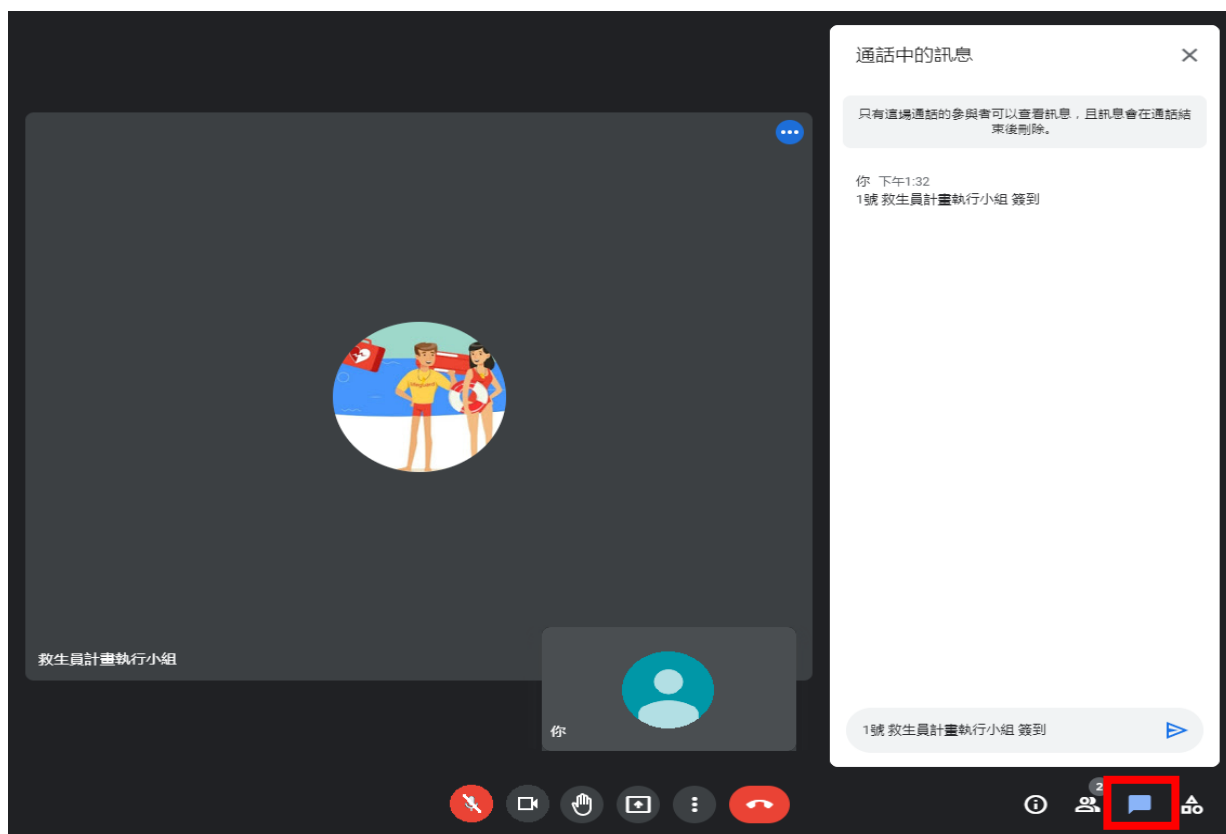 通話中的訊息
只有這場通話的參與者可以查看訊息，且訊息會在通話結
束後刪除。
你 下午1:32
1號 救生員計畫執行小組 簽到
救生員計畫執行小組
你
1號 救生員計畫執行小組 簽到
2